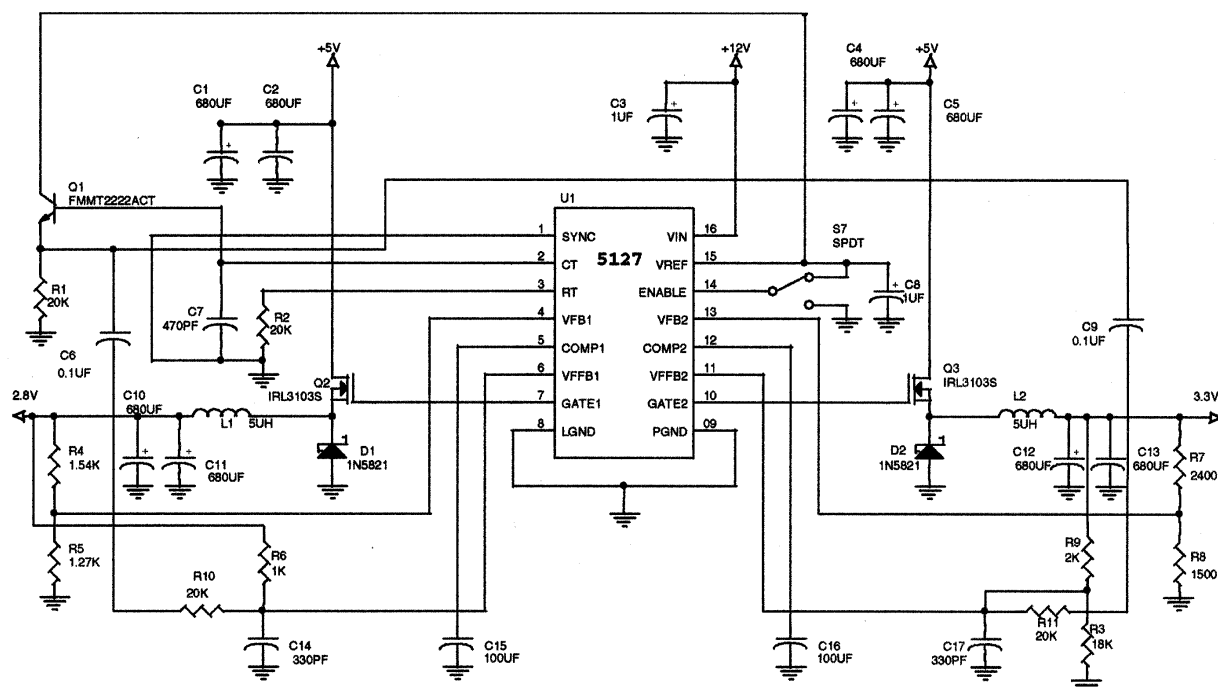 +5V
+12V
+5V
C1
680UF
C2
680UF
C3
1UF
C4
680UF
C5
680UF
Q1
FMMT2222ACT
U1
5127
1 SYNC
2 CT
3 RT
4 VFB1
5 COMP1
6 VFFB1
7 GATE1
8 LGND
VIN 16
VREF 15
ENABLE 14
VFB2 13
COMP2 12
VFFB2 11
GATE2 10
PGND 09
S7
SPDT
C8
1UF
R1
20K
C7
470PF
R2
20K
C6
0.1UF
C9
0.1UF
Q2
IRL3103S
Q3
IRL3103S
2.8V
C10
680UF
L1 5UH
L2
5UH
3.3V
R4
1.54K
C11
680UF
D1
1N5821
D2
1N5821
C12
680UF
C13
680UF
R7
2400
R5
1.27K
R6
1K
R9
2K
R8
1500
R10
20K
R11
20K
R3
18K
C14
330PF
C15
100UF
C16
100UF
C17
330PF